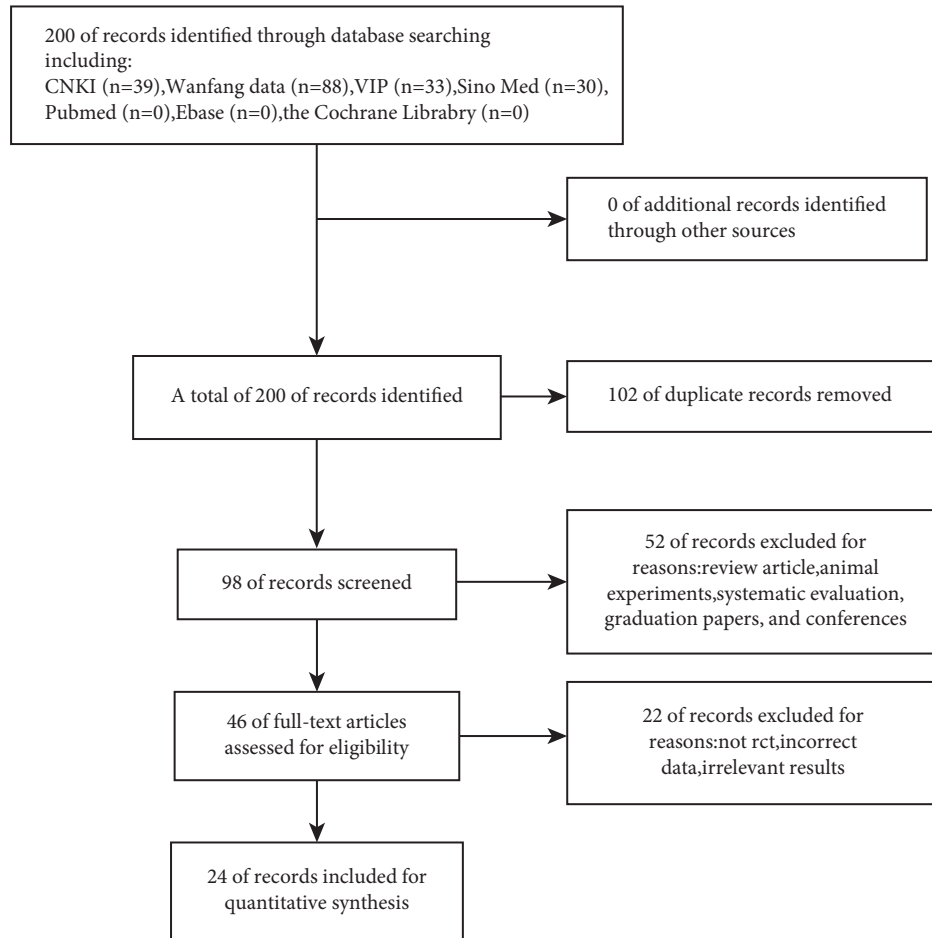 200 of records identified through database searching
including:
CNKI (n=39),Wanfang data (n=88),VIP (n=33),Sino Med (n=30),
Pubmed (n=0),Ebase (n=0),the Cochrane Librabry (n=0)
0 of additional records identified
through other sources
A total of 200 of records identified
102 of duplicate records removed
98 of records screened
52 of records excluded for
reasons:review article,animal
experiments,systematic evaluation,
graduation papers, and conferences
46 of full-text articles
assessed for eligibility
22 of records excluded for
reasons:not rct,incorrect
data,irrelevant results
24 of records included for
quantitative synthesis